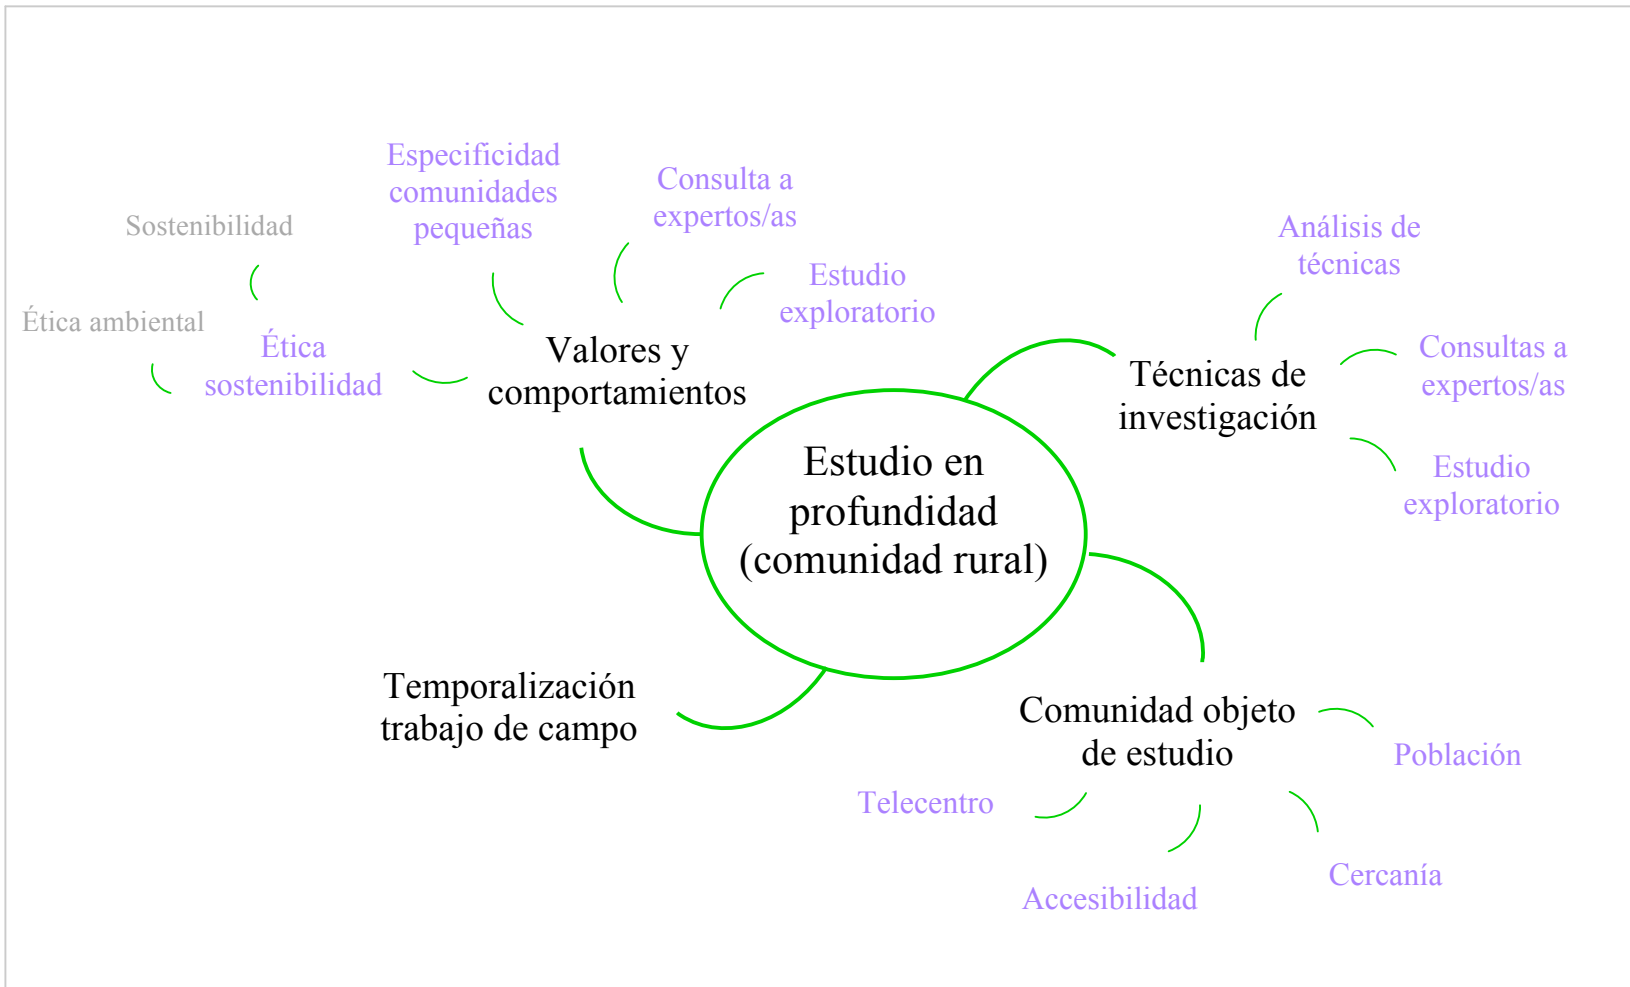 Especificidad
comunidades
pequeñas
Consulta a
expertos/as
Sostenibilidad
Estudio
exploratorio
Ética ambiental
Ética
sostenibilidad
Valores y
comportamientos
Análisis de
técnicas
Técnicas de
investigación
Consultas a
expertos/as
Estudio
exploratorio
Estudio en
profundidad
(comunidad rural)
Temporalización
trabajo de campo
Comunidad objeto
de estudio
Población
Telecentro
Cercanía
Accesibilidad